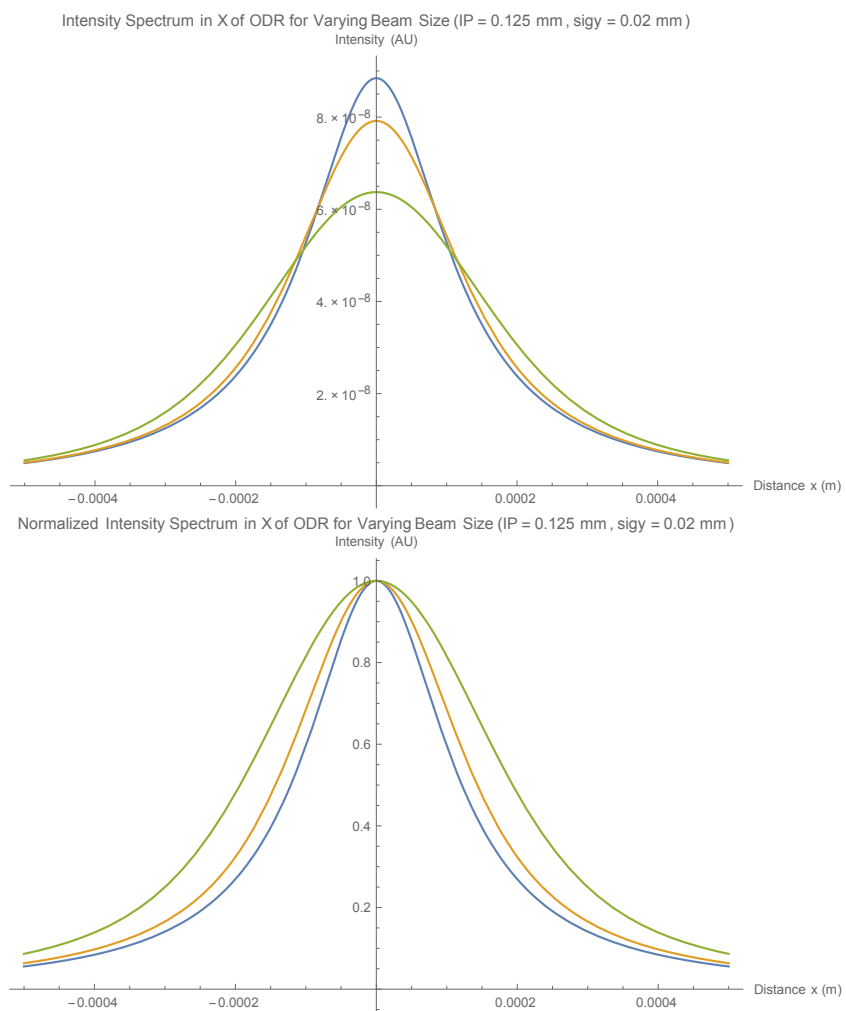 Intensity Spectrum in X of ODR for Varying Beam Size (IP = 0.125 mm , sigy = 0.02 mm )
Intensity (AU)
8. × 10^-8
6. × 10^-8
4. × 10^-8
2. × 10^-8
-0.0004 -0.0002 0.0002 0.0004 Distance x (m)
Normalized Intensity Spectrum in X of ODR for Varying Beam Size (IP = 0.125 mm , sigy = 0.02 mm )
Intensity (AU)
1.0
0.8
0.6
0.4
0.2
-0.0004 -0.0002 0.0002 0.0004 Distance x (m)